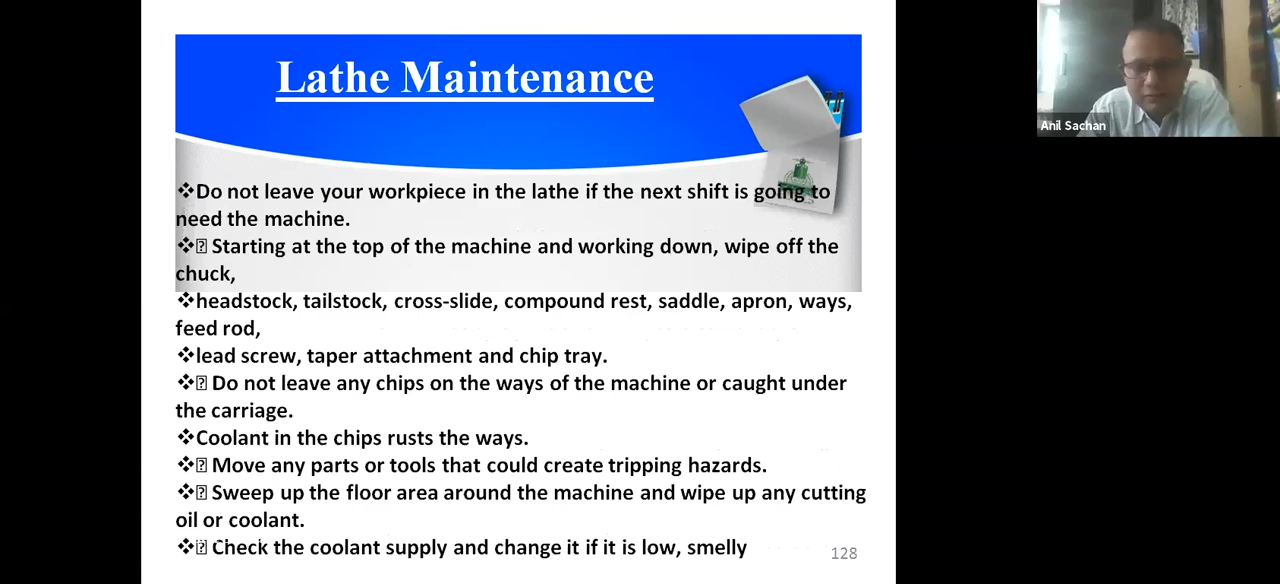 Lathe Maintenance
❖Do not leave your workpiece in the lathe if the next shift is going to
need the machine.
❖⍰ Starting at the top of the machine and working down, wipe off the
chuck,
❖headstock, tailstock, cross-slide, compound rest, saddle, apron, ways,
feed rod,
❖lead screw, taper attachment and chip tray.
❖⍰ Do not leave any chips on the ways of the machine or caught under
the carriage.
❖Coolant in the chips rusts the ways.
❖⍰ Move any parts or tools that could create tripping hazards.
❖⍰ Sweep up the floor area around the machine and wipe up any cutting
oil or coolant.
❖⍰ Check the coolant supply and change it if it is low, smelly
128
Anil Sachan